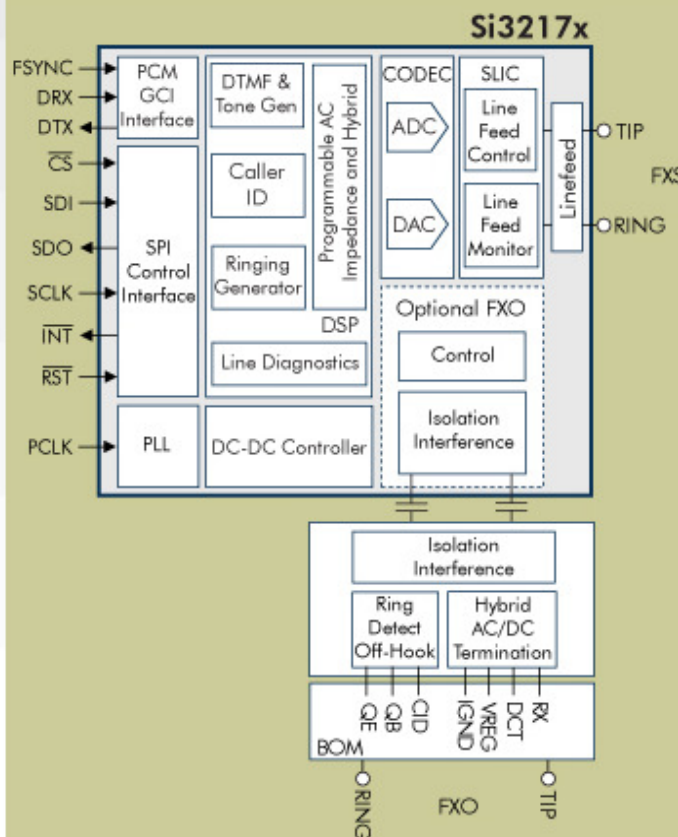 Si3217x
FSYNC
DRX
DTX
CS
SDI
SDO
SCLK
INT
RST
PCLK
PCM
GCI
Interface
SPI
Control
Interface
PLL
DTMF &
Tone Gen
Caller
ID
Ringing
Generator
Programmable AC
Impedance and Hybrid
DSP
Line Diagnostics
DC-DC Controller
CODEC
ADC
DAC
SLIC
Line
Feed
Control
Line
Feed
Monitor
Linefeed
TIP
FXS
RING
Optional FXO
Control
Isolation
Interference
Isolation
Interference
Ring
Detect
Off-Hook
Hybrid
AC/DC
Termination
QE
QB
CID
IGND
VREG
DCT
RX
BOM
RING
FXO
TIP